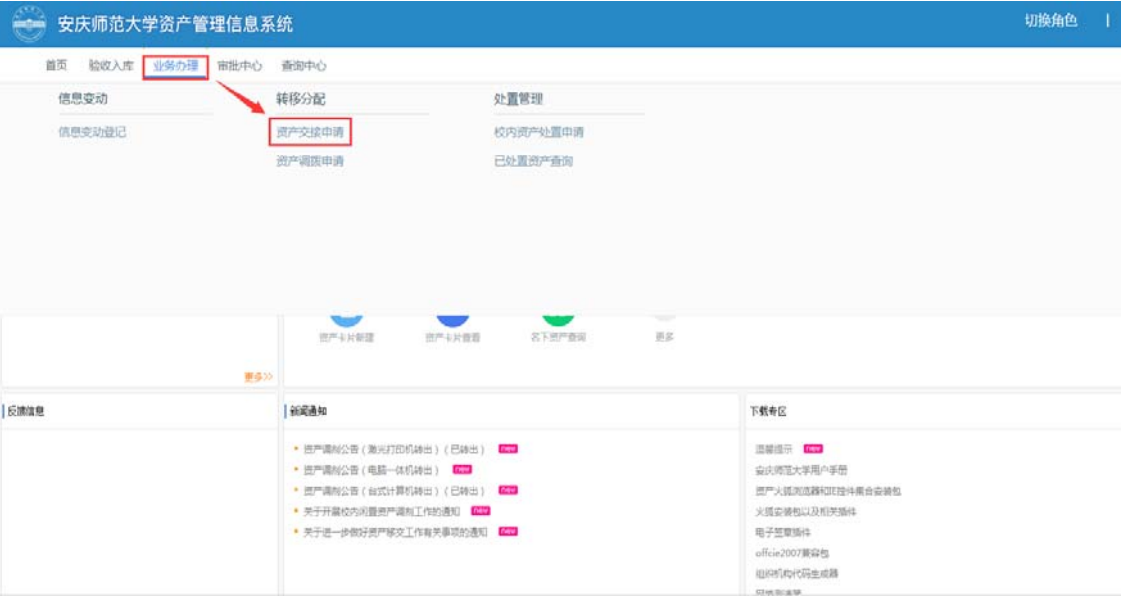 安庆师范大学资产管理信息系统
切换角色 |
首页 验收入库 业务办理 审批中心 查询中心
信息变动 转移分配 处置管理
信息变动登记 资产交接申请 校内资产处置申请
资产调拨申请 已处置资产查询
资产卡片新建 资产卡片查看 名下资产查询 更多
更多>>
反馈信息 新闻通知 下载专区
资产调剂公告(激光打印机转出)(已转出) new
资产调剂公告(电脑一体机转出) new
资产调剂公告(台式计算机转出)(已转出) new
关于开展校内闲置资产调剂工作的通知 new
关于进一步做好资产移交工作有关事项的通知 new
温馨提示 new
安庆师范大学用户手册
资产火狐浏览器和IE控件集合安装包
火狐安装包以及相关插件
电子签章插件
offcie2007兼容包
组织机构代码生成器